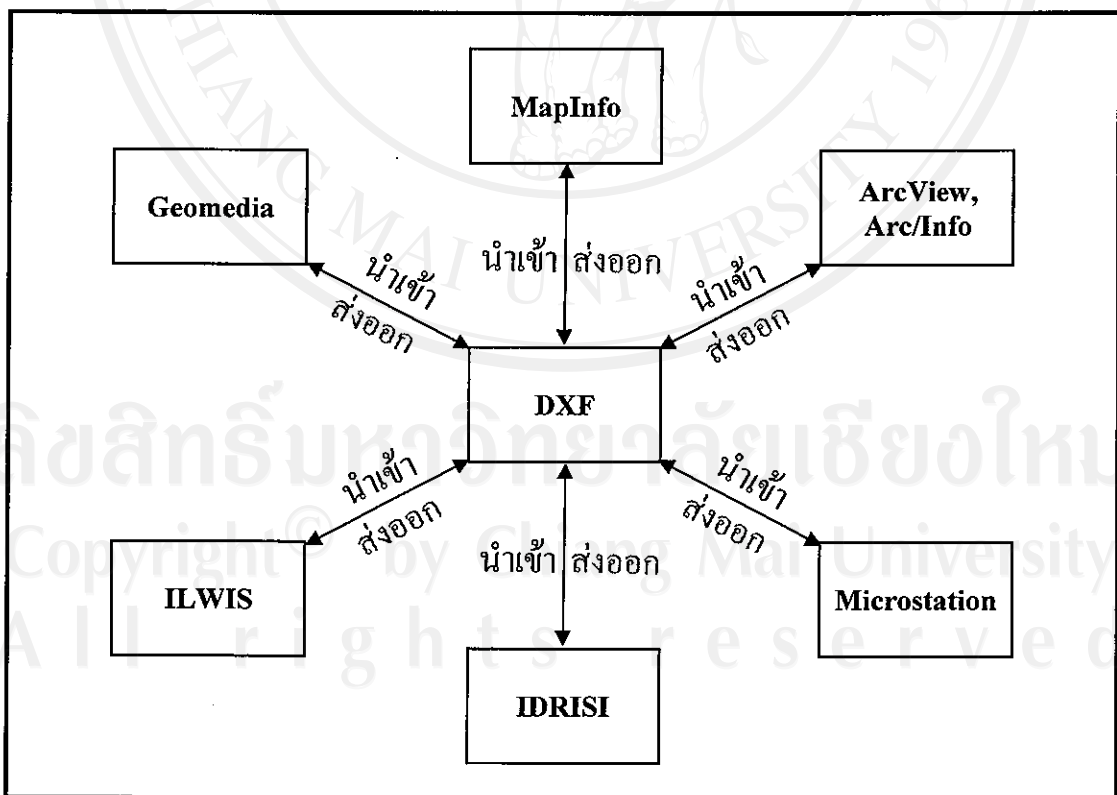 CHIANG MAI UNIVERSITY 196
MapInfo
Geomedia
ArcView,
Arc/Info
นำเข้า ส่งออก
นำเข้า
ส่งออก
นำเข้า
ส่งออก
DXF
นำเข้า
ส่งออก
นำเข้า
ส่งออก
นำเข้า ส่งออก
ILWIS
Microstation
IDRISI
ลิขสิทธิ์มหาวิทยาลัยเชียงใหม่
Copyright © by Chiang Mai University
All rights reserved